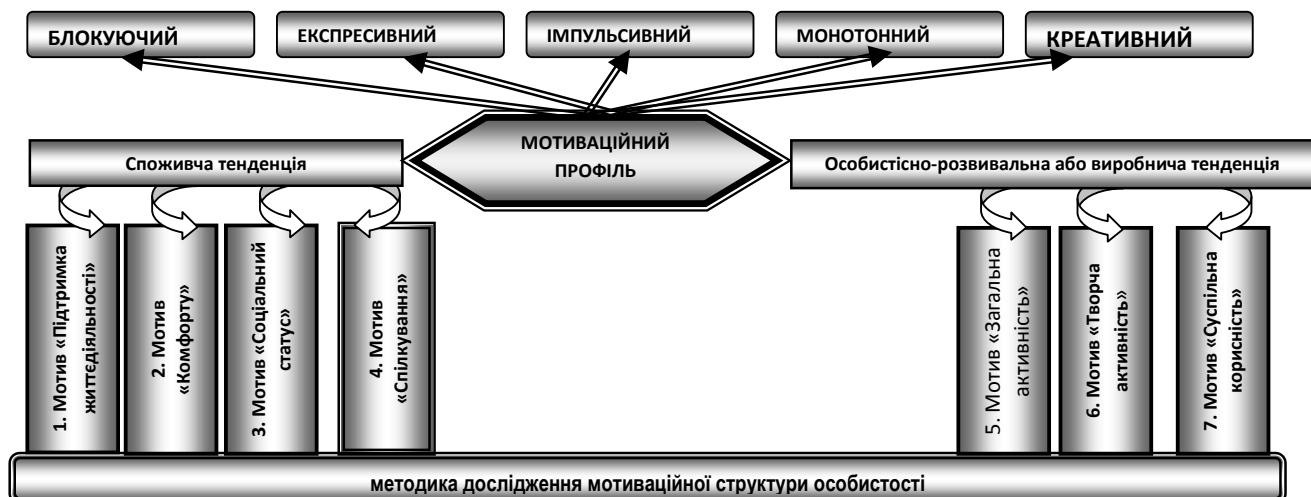 БЛОКУЮЧИЙ
ЕКСПРЕСИВНИЙ
ІМПУЛЬСИВНИЙ
МОНОТОННИЙ
КРЕАТИВНИЙ
МОТИВАЦІЙНИЙ
ПРОФІЛЬ
Споживча тенденція
Особистісно-розвивальна або виробнича тенденція
1. Мотив «Підтримка
життєдіяльності»
2. Мотив
«Комфорту»
3. Мотив «Соціальний
статус»
4. Мотив
«Спілкування»
5. Мотив «Загальна
активність»
6. Мотив «Творча
активність»
7. Мотив «Суспільна
корисність»
методика дослідження мотиваційної структури особистості